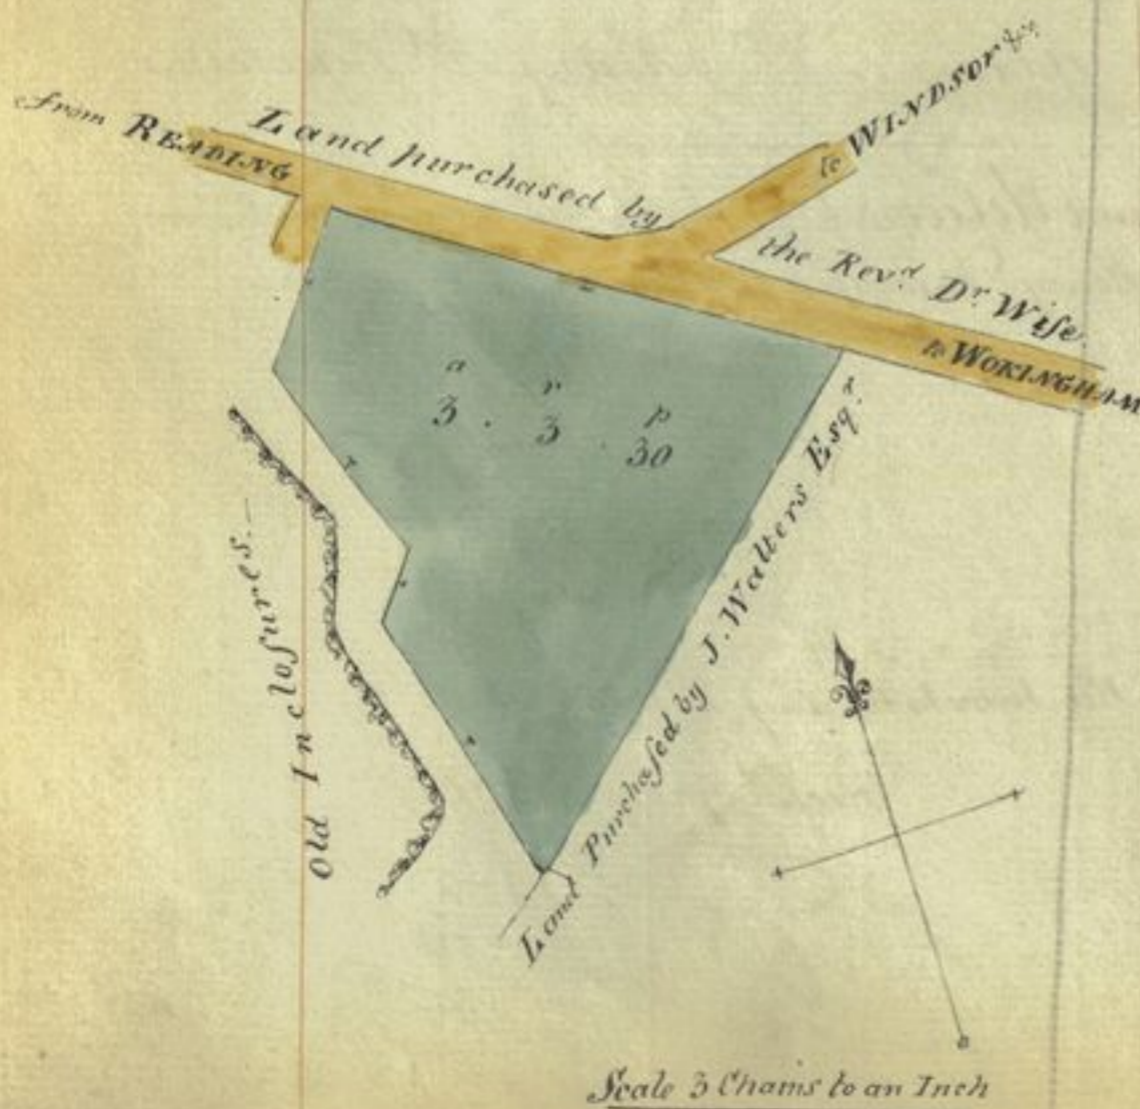 from READING
Land purchased by
to WINDSOR &c.
the Revd. Dr. Wiſe
to WOKINGHAM
a r p
3 . 3 . 30
Old Incloſures.—
Land Purchaſed by J. Walters Esqr.
Scale 3 Chains to an Inch